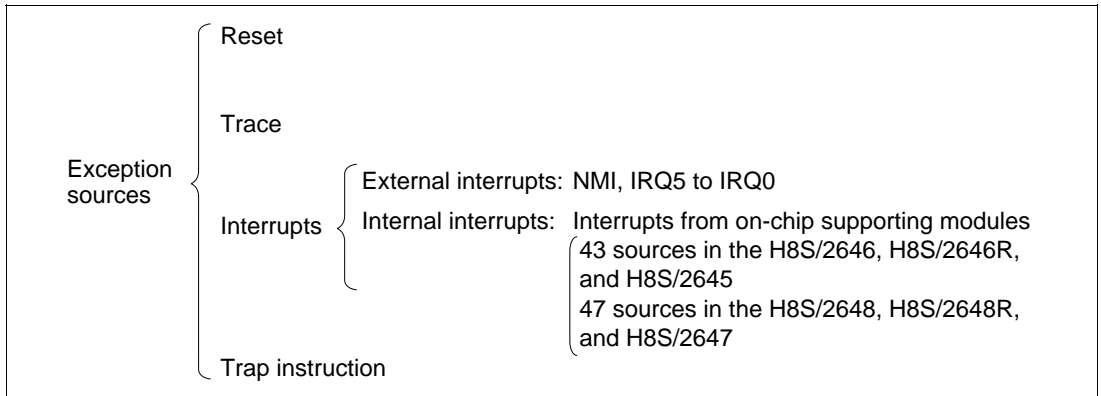 Reset
Trace
Exception
sources
Interrupts
External interrupts: NMI, IRQ5 to IRQ0
Internal interrupts: Interrupts from on-chip supporting modules
43 sources in the H8S/2646, H8S/2646R,
and H8S/2645
47 sources in the H8S/2648, H8S/2648R,
and H8S/2647
Trap instruction